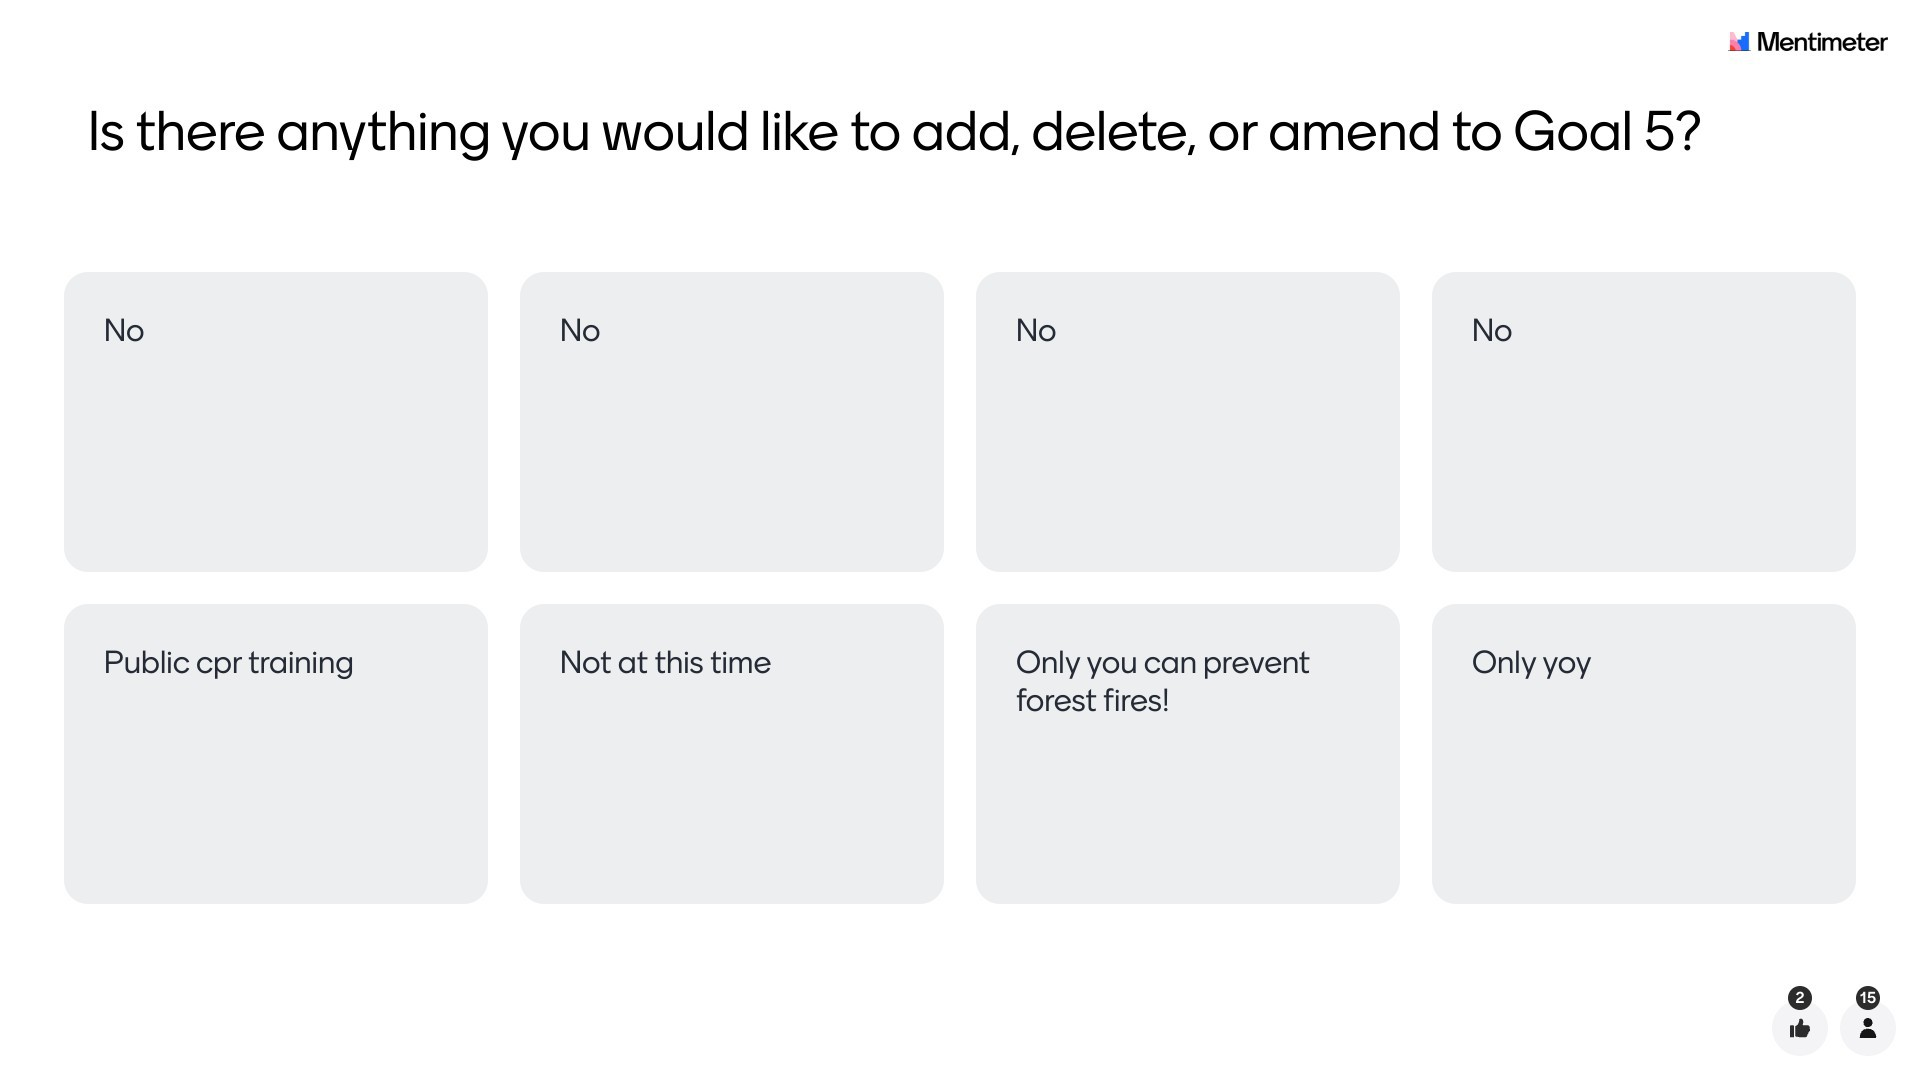 Mentimeter
Is there anything you would like to add, delete, or amend to Goal 5?
No
No
No
No
Public cpr training
Not at this time
Only you can prevent
forest fires!
Only yoy
2
15